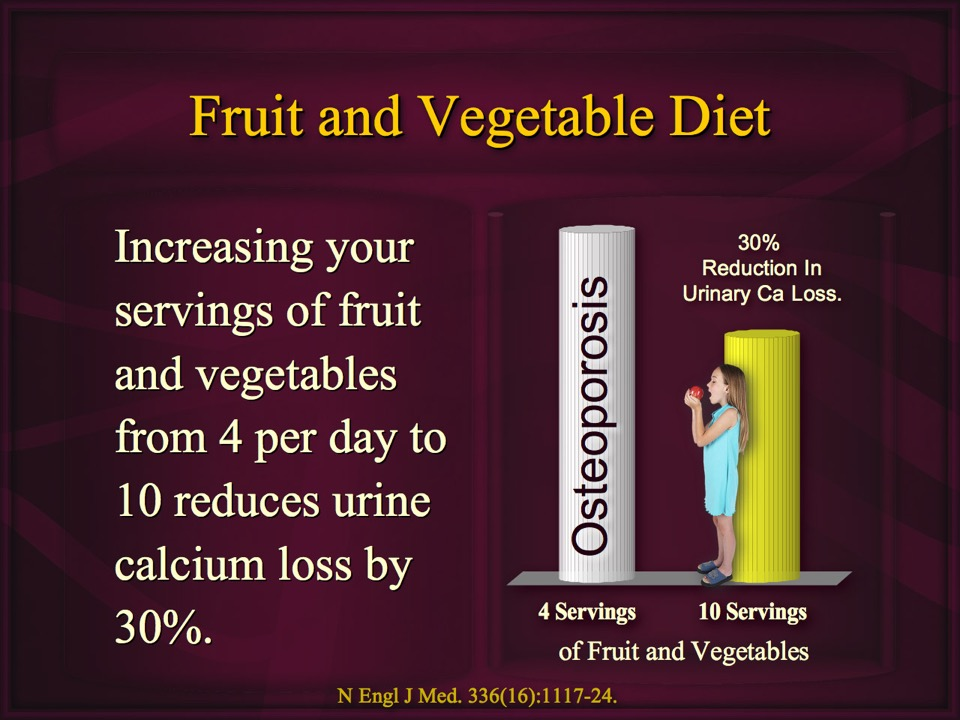 Fruit and Vegetable Diet
Increasing your
servings of fruit
and vegetables
from 4 per day to
10 reduces urine
calcium loss by
30%.
Osteoporosis
30%
Reduction In
Urinary Ca Loss.
4 Servings
10 Servings
of Fruit and Vegetables
N Engl J Med. 336(16):1117-24.